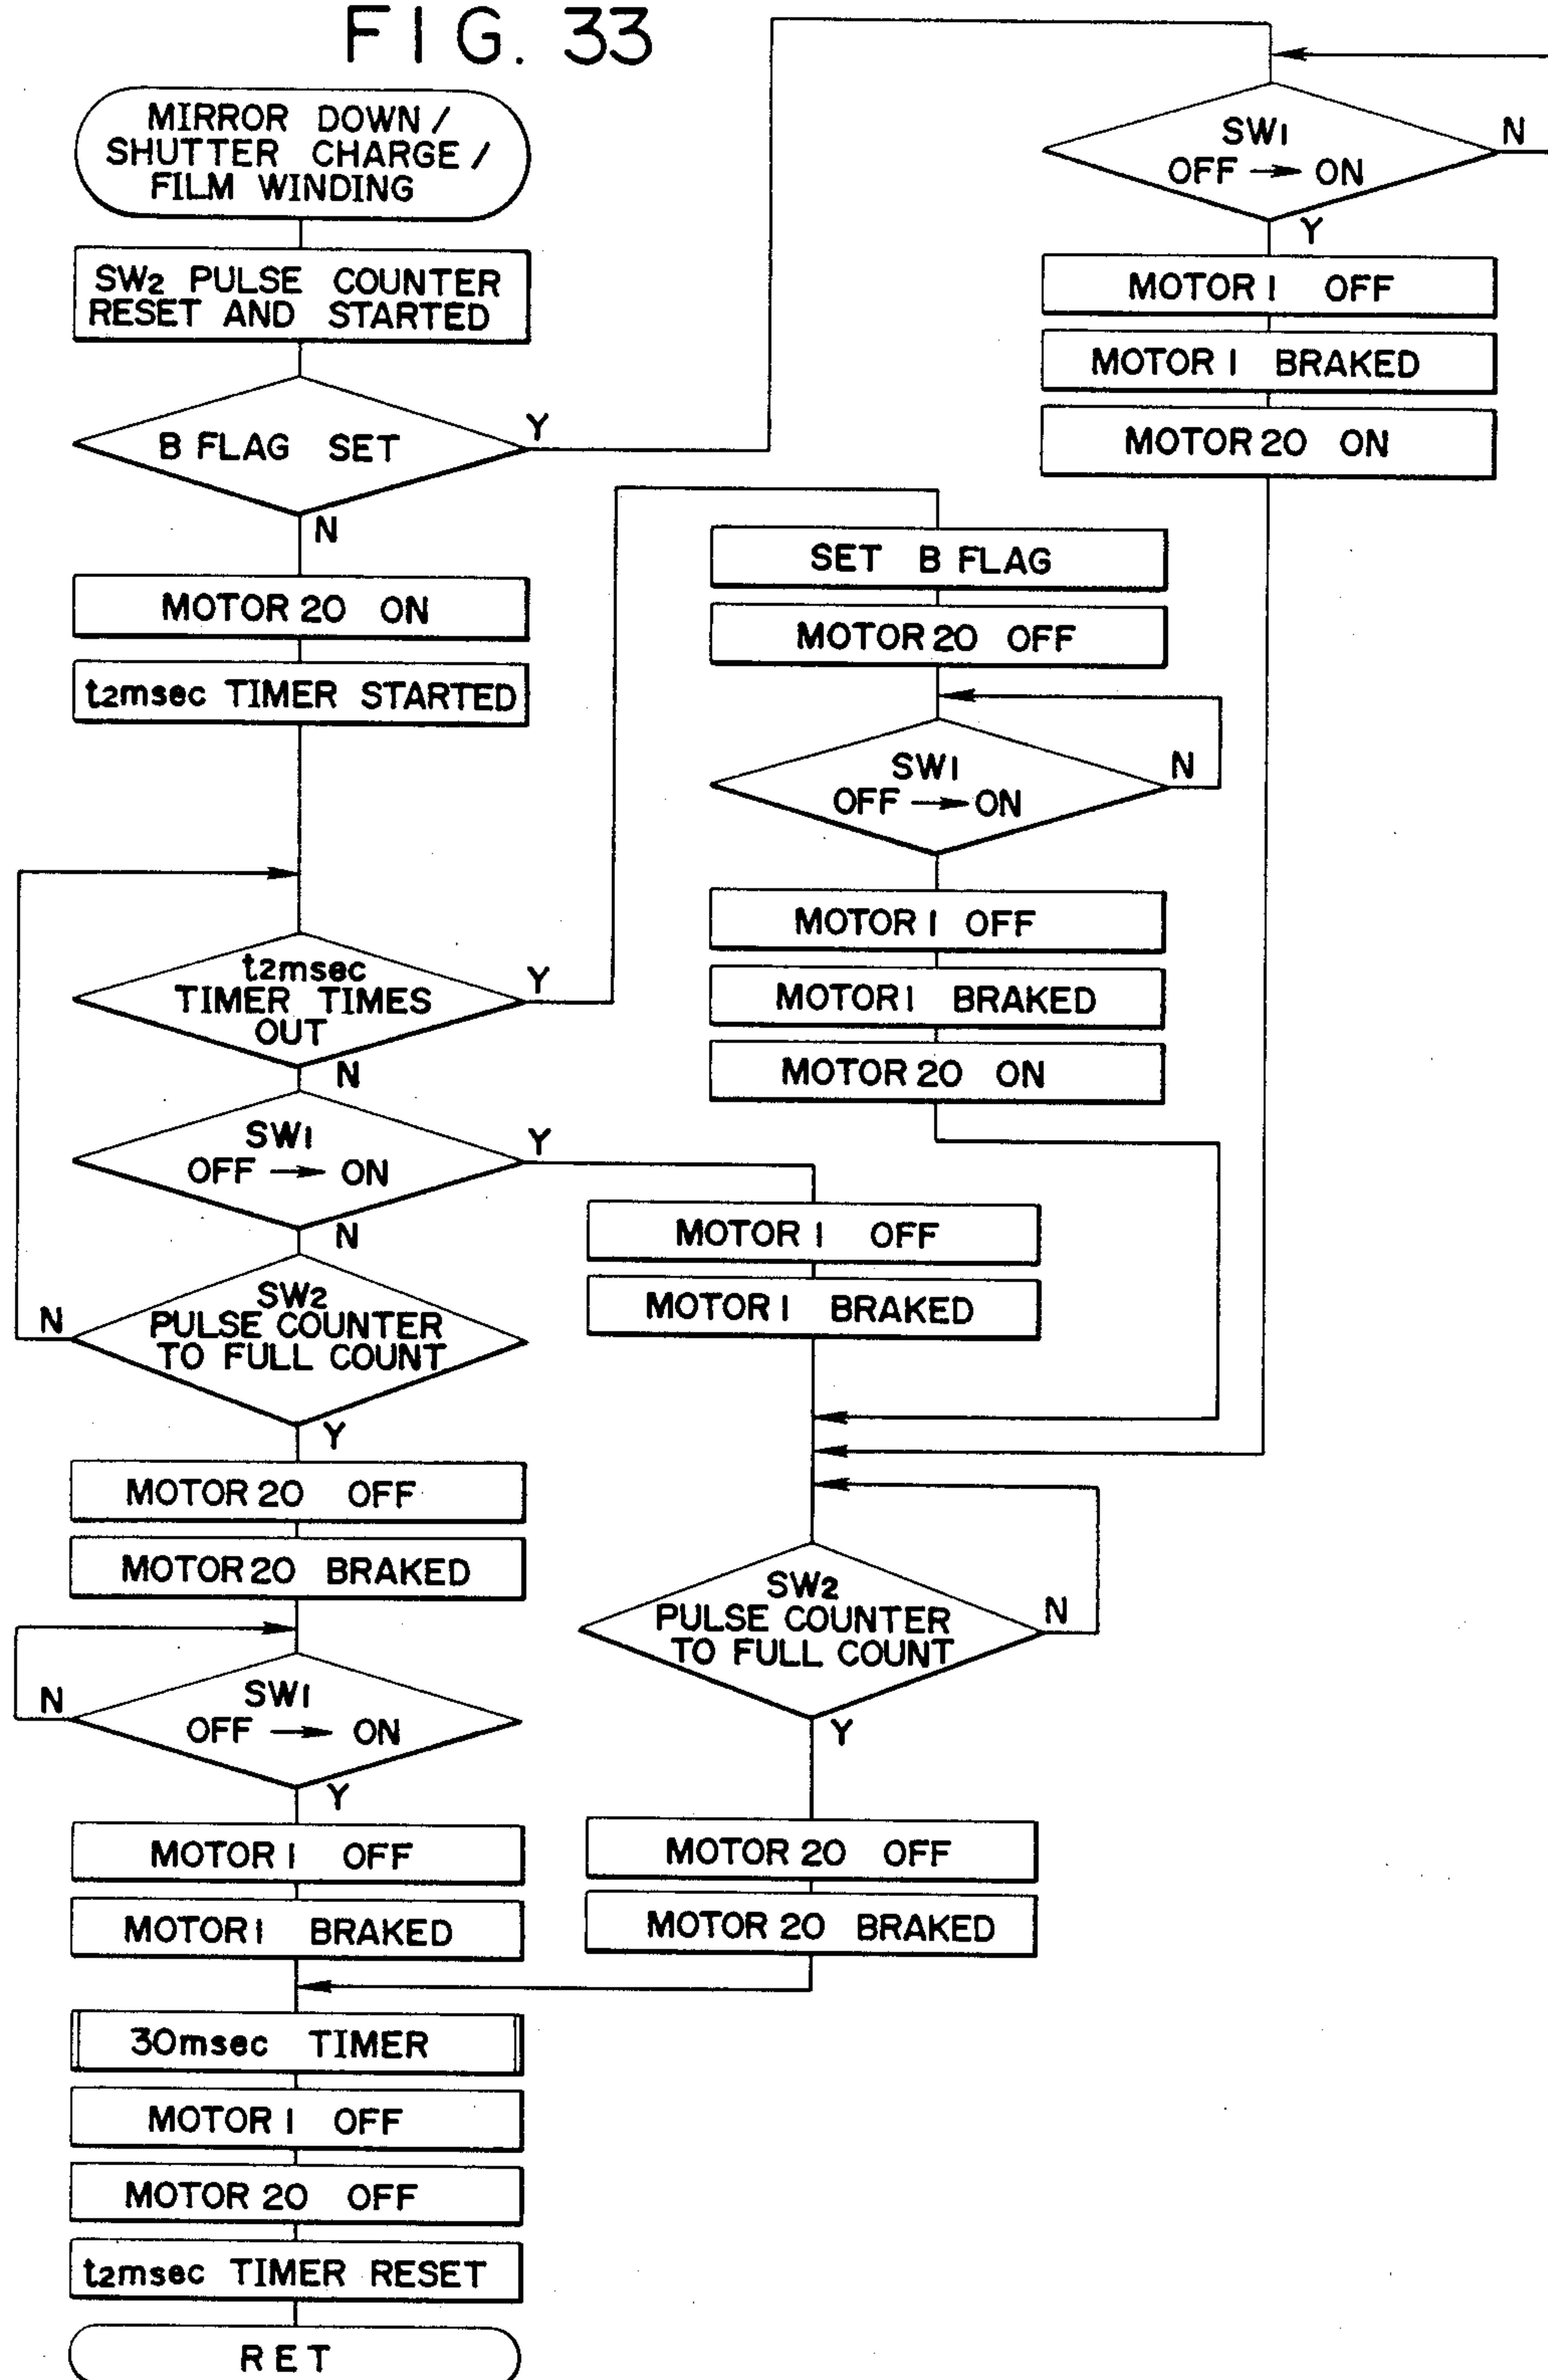 FIG. 33
MIRROR DOWN /
SHUTTER CHARGE /
FILM WINDING
SW2 PULSE COUNTER
RESET AND STARTED
B FLAG SET
Y
N
MOTOR 20 ON
t2msec TIMER STARTED
t2msec
TIMER TIMES
OUT
Y
N
SW1
OFF → ON
Y
N
SW2
PULSE COUNTER
TO FULL COUNT
N
Y
MOTOR 20 OFF
MOTOR 20 BRAKED
SW1
OFF → ON
N
Y
MOTOR 1 OFF
MOTOR 1 BRAKED
30msec TIMER
MOTOR 1 OFF
MOTOR 20 OFF
t2msec TIMER RESET
RET
SET B FLAG
MOTOR 20 OFF
SW1
OFF → ON
N
MOTOR 1 OFF
MOTOR 1 BRAKED
MOTOR 20 ON
MOTOR 1 OFF
MOTOR 1 BRAKED
SW2
PULSE COUNTER
TO FULL COUNT
N
Y
MOTOR 20 OFF
MOTOR 20 BRAKED
SW1
OFF → ON
N
Y
MOTOR 1 OFF
MOTOR 1 BRAKED
MOTOR 20 ON